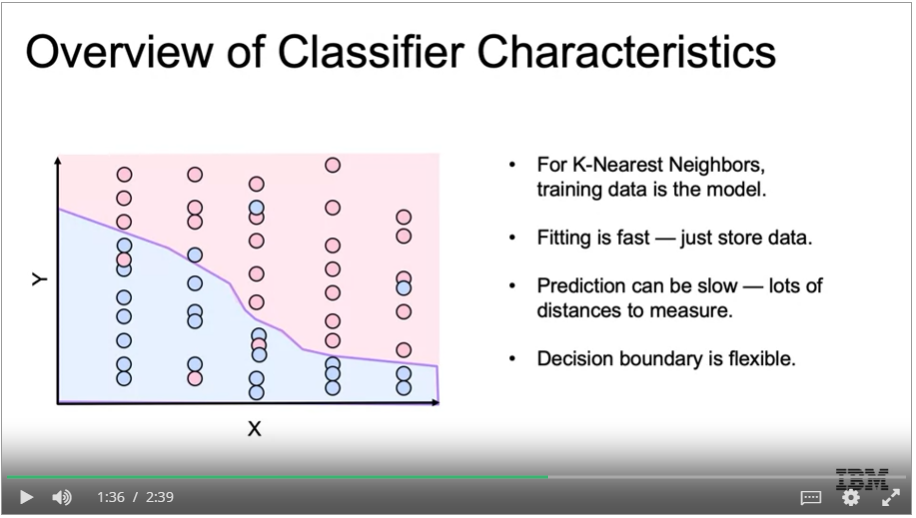 Overview of Classifier Characteristics
• For K-Nearest Neighbors,
training data is the model.
• Fitting is fast — just store data.
• Prediction can be slow — lots of
distances to measure.
• Decision boundary is flexible.
Y
X
IBM
1:36 / 2:39